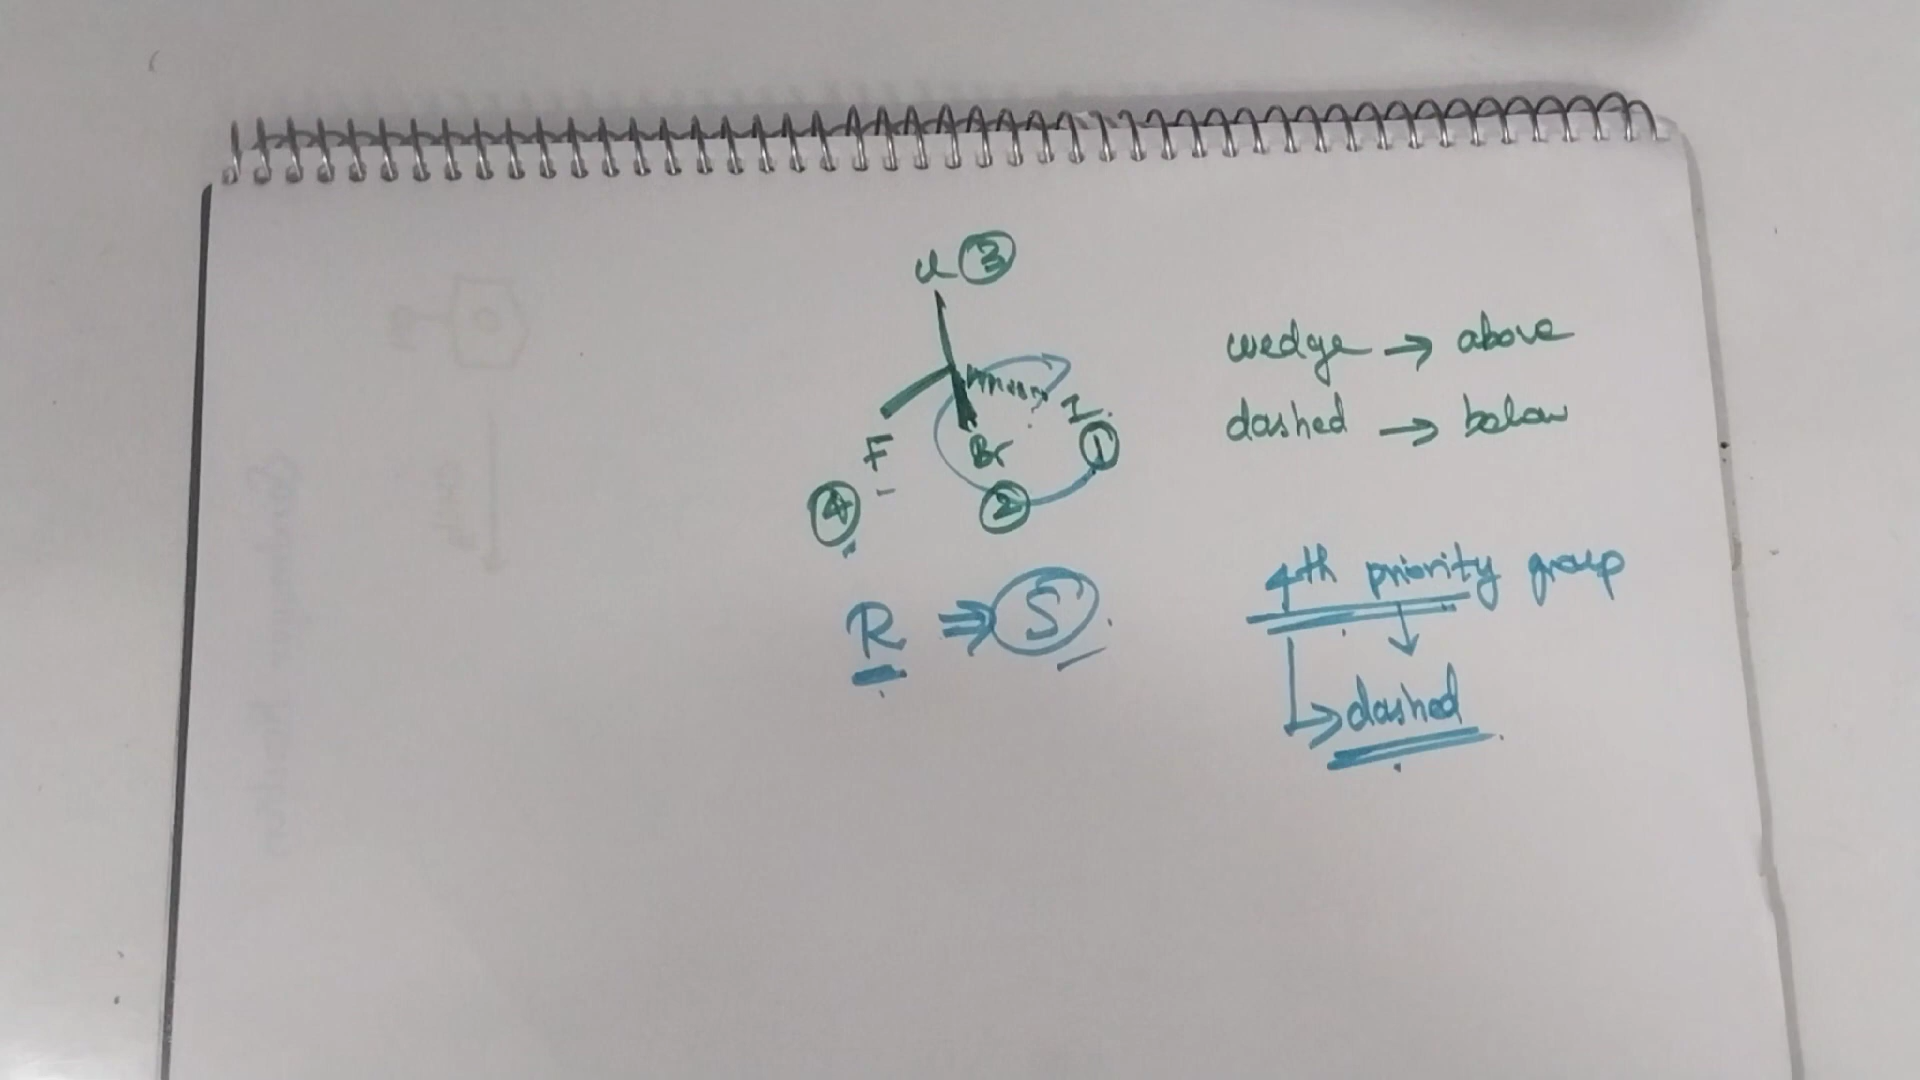 Cl ③
I
F
Br
①
④
②
wedge → above
dashed → below
R ⇒ S
4th priority group
↓
↳ dashed